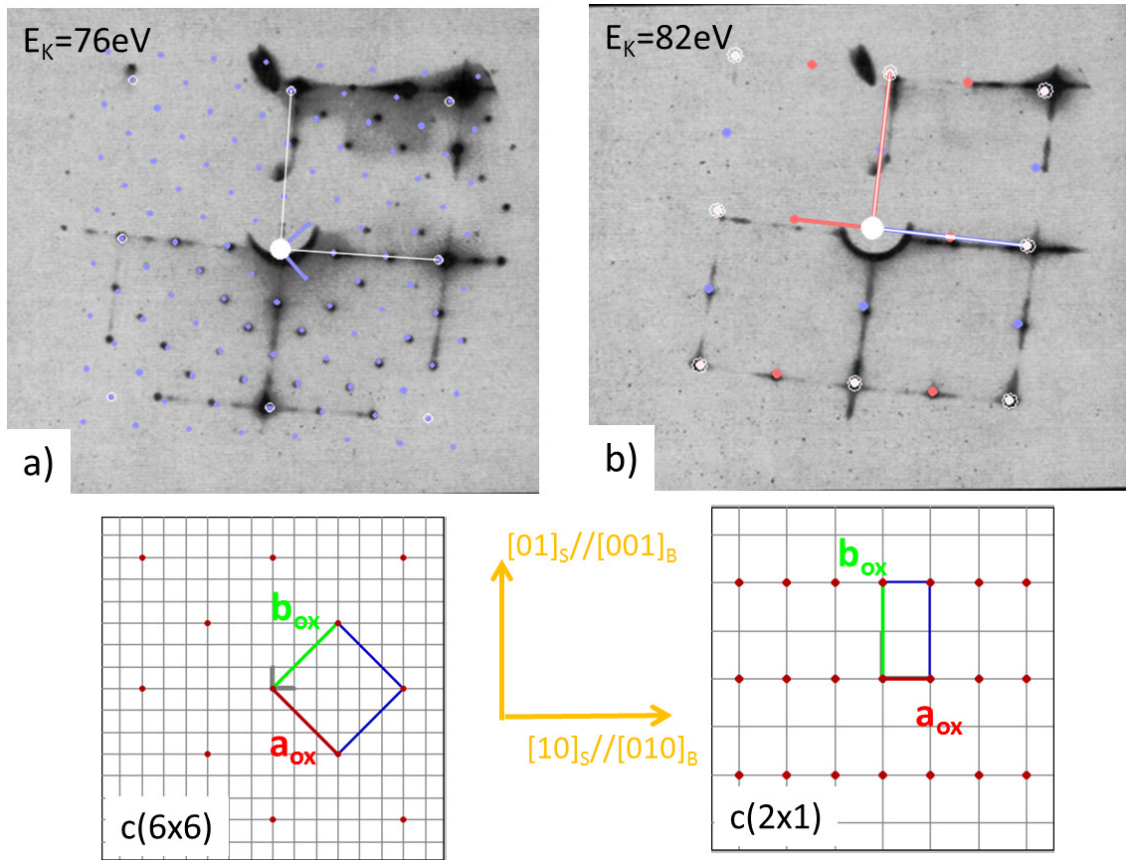 E_K=76eV
E_K=82eV
a)
b)
b_ox
a_ox
c(6x6)
[01]_S//[001]_B
[10]_S//[010]_B
b_ox
a_ox
c(2x1)